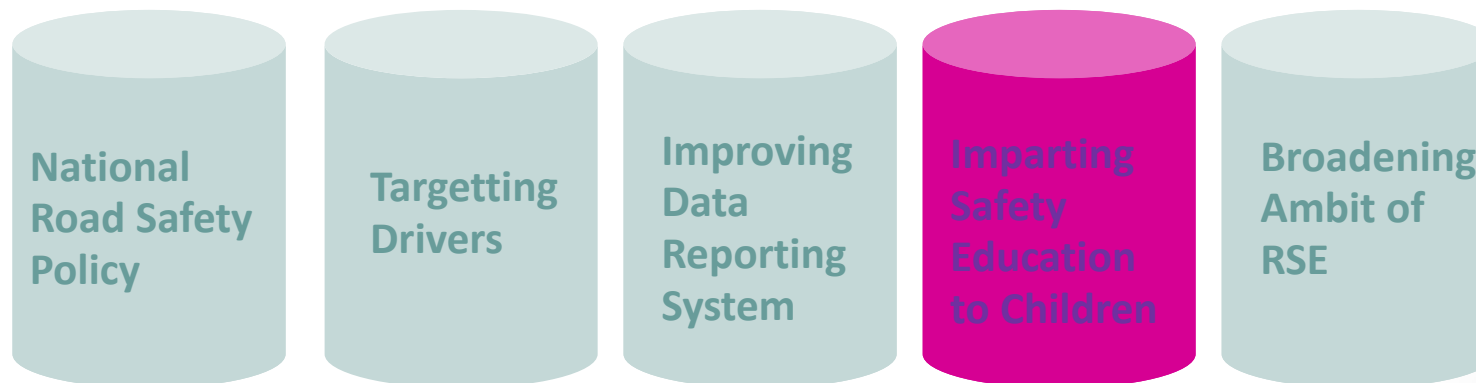 National
Road Safety
Policy
Targetting
Drivers
Improving
Data
Reporting
System
Imparting
Safety
Education
to Children
Broadening
Ambit of
RSE